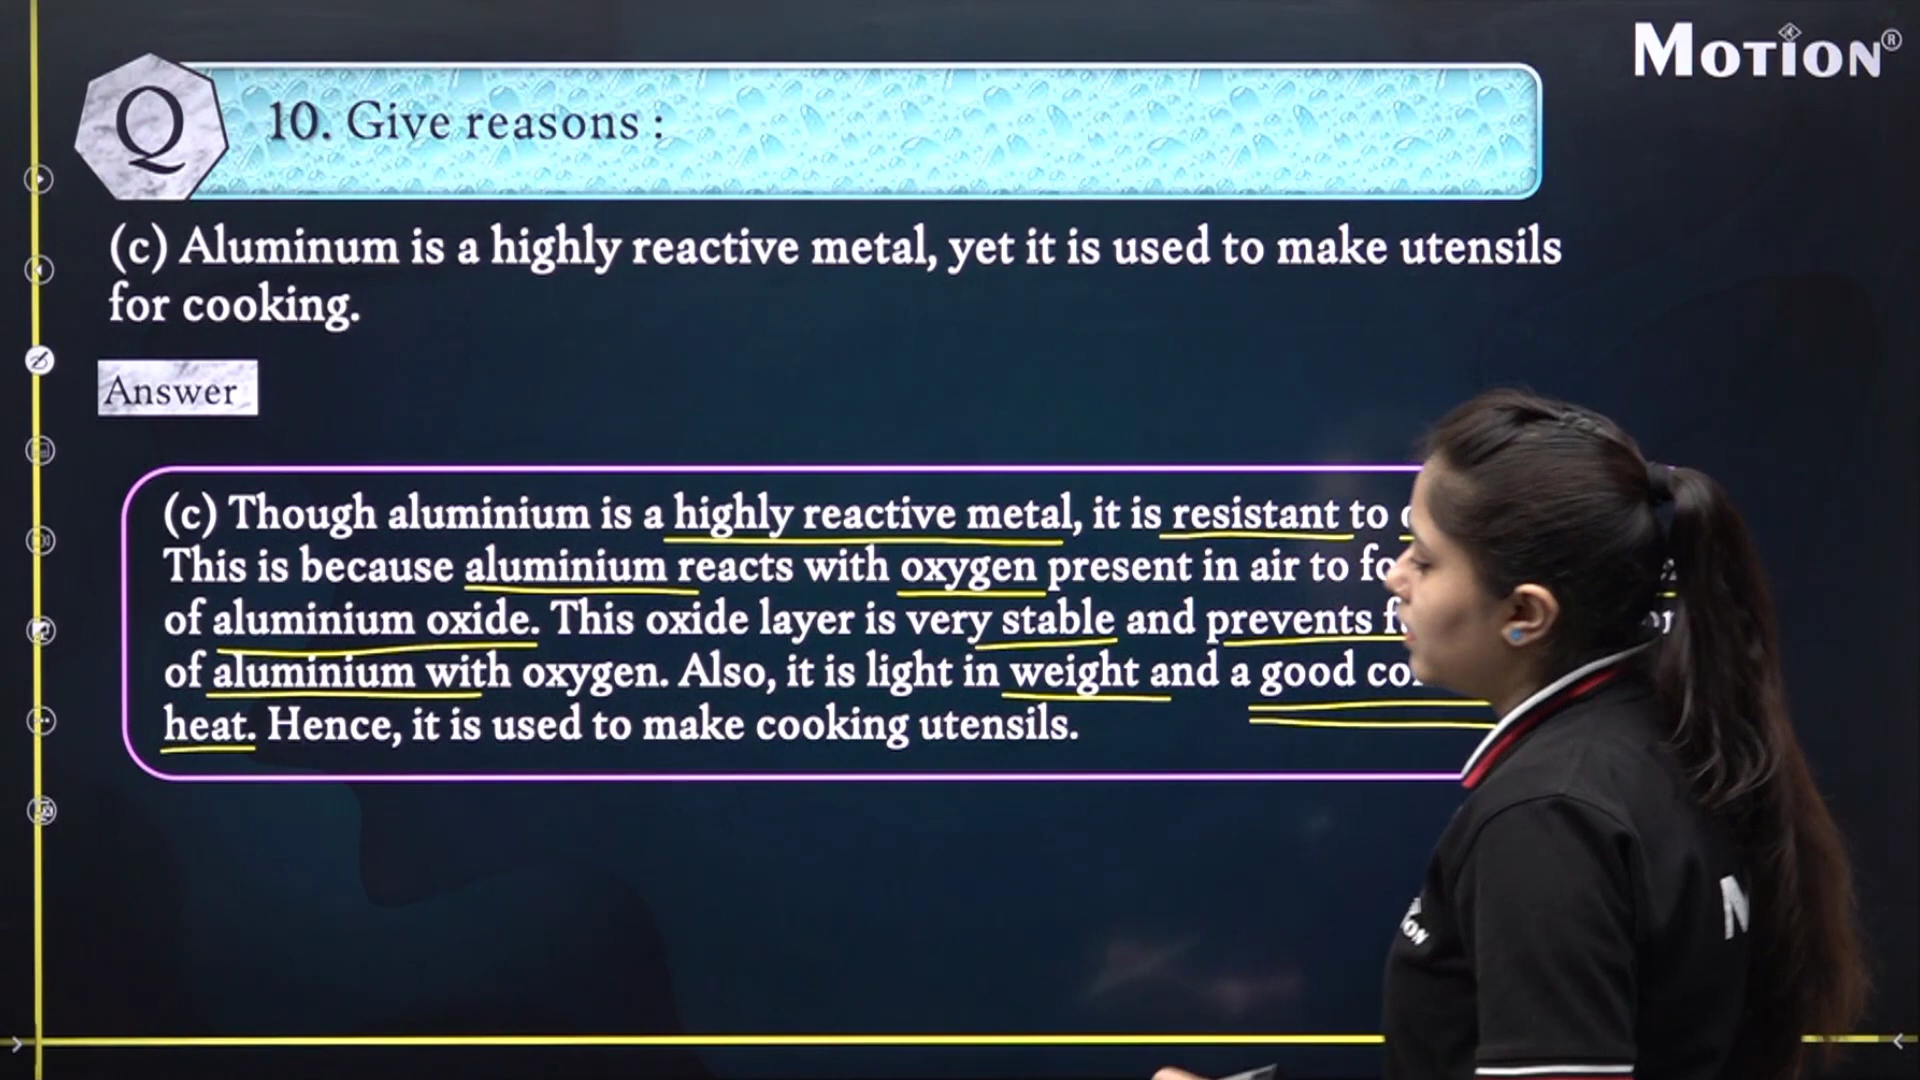 MOTION®
Q
10. Give reasons :
(c) Aluminum is a highly reactive metal, yet it is used to make utensils
for cooking.
Answer
(c) Though aluminium is a highly reactive metal, it is resistant to
This is because aluminium reacts with oxygen present in air to
of aluminium oxide. This oxide layer is very stable and prevents
of aluminium with oxygen. Also, it is light in weight and a good
heat. Hence, it is used to make cooking utensils.